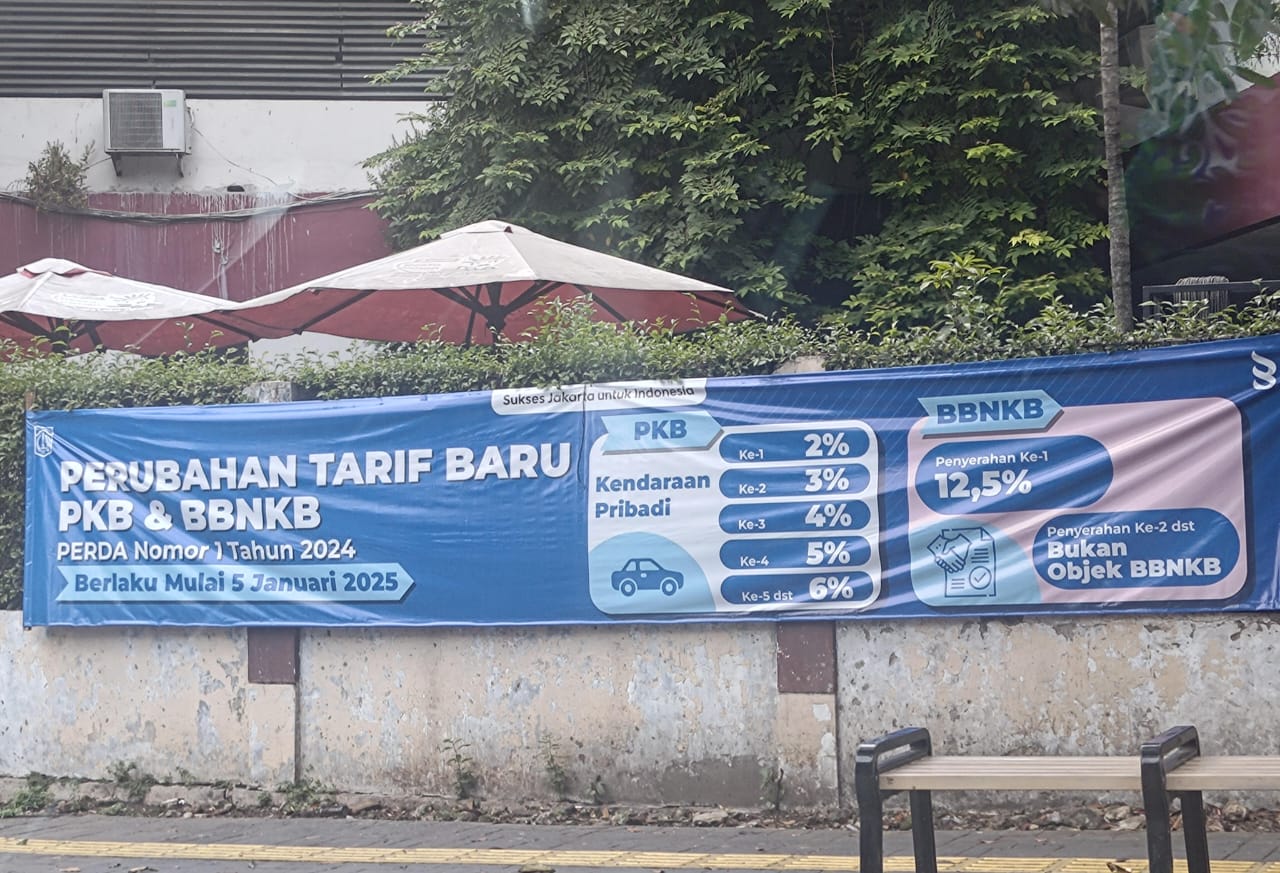 Sukses Jakarta untuk Indonesia
PERUBAHAN TARIF BARU
PKB & BBNKB
PERDA Nomor 1 Tahun 2024
Berlaku Mulai 5 Januari 2025
PKB
Kendaraan
Pribadi
Ke-1 2%
Ke-2 3%
Ke-3 4%
Ke-4 5%
Ke-5 dst 6%
BBNKB
Penyerahan Ke-1
12,5%
Penyerahan Ke-2 dst
Bukan
Objek BBNKB